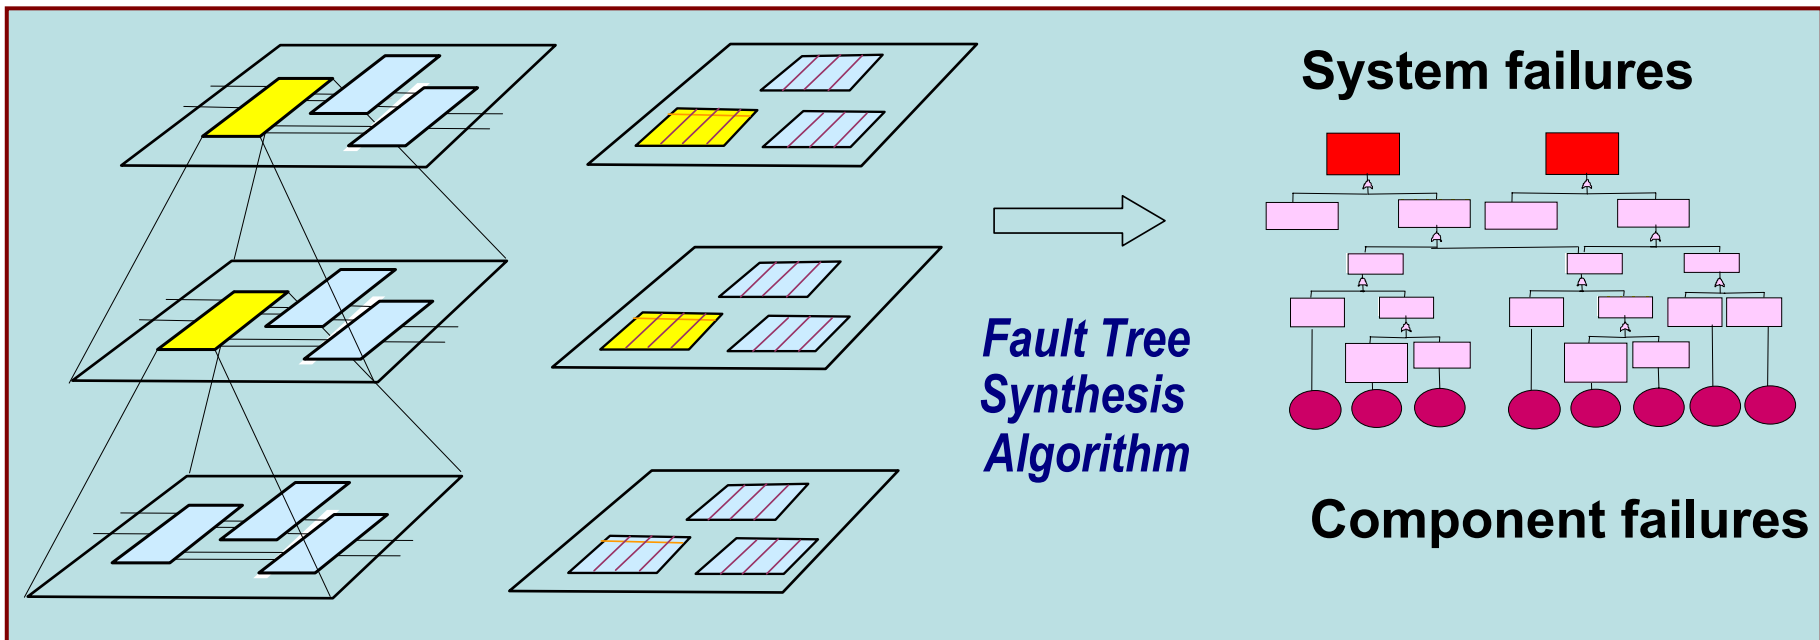 System failures
Fault Tree
Synthesis
Algorithm
Component failures